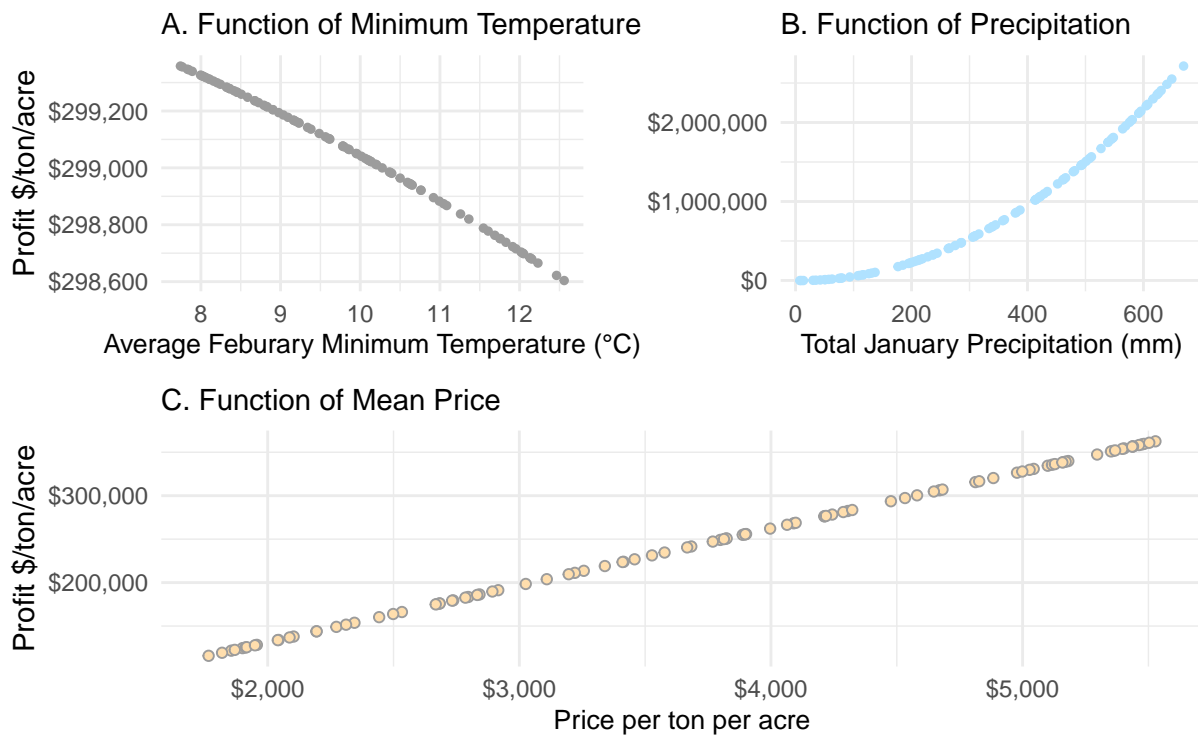 A. Function of Minimum Temperature
Profit $/ton/acre
$299,200
$299,000
$298,800
$298,600
8 9 10 11 12
Average Feburary Minimum Temperature (°C)
B. Function of Precipitation
$2,000,000
$1,000,000
$0
0 200 400 600
Total January Precipitation (mm)
C. Function of Mean Price
Profit $/ton/acre
$300,000
$200,000
$2,000 $3,000 $4,000 $5,000
Price per ton per acre